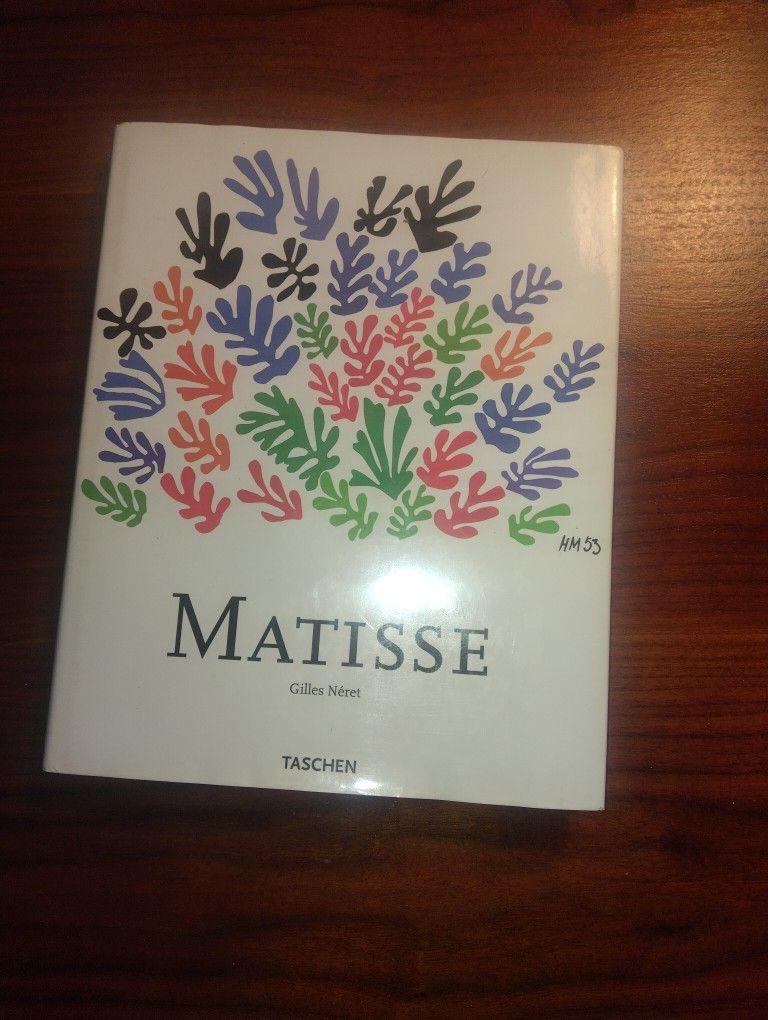 HM 53
MATISSE
Gilles Néret
TASCHEN